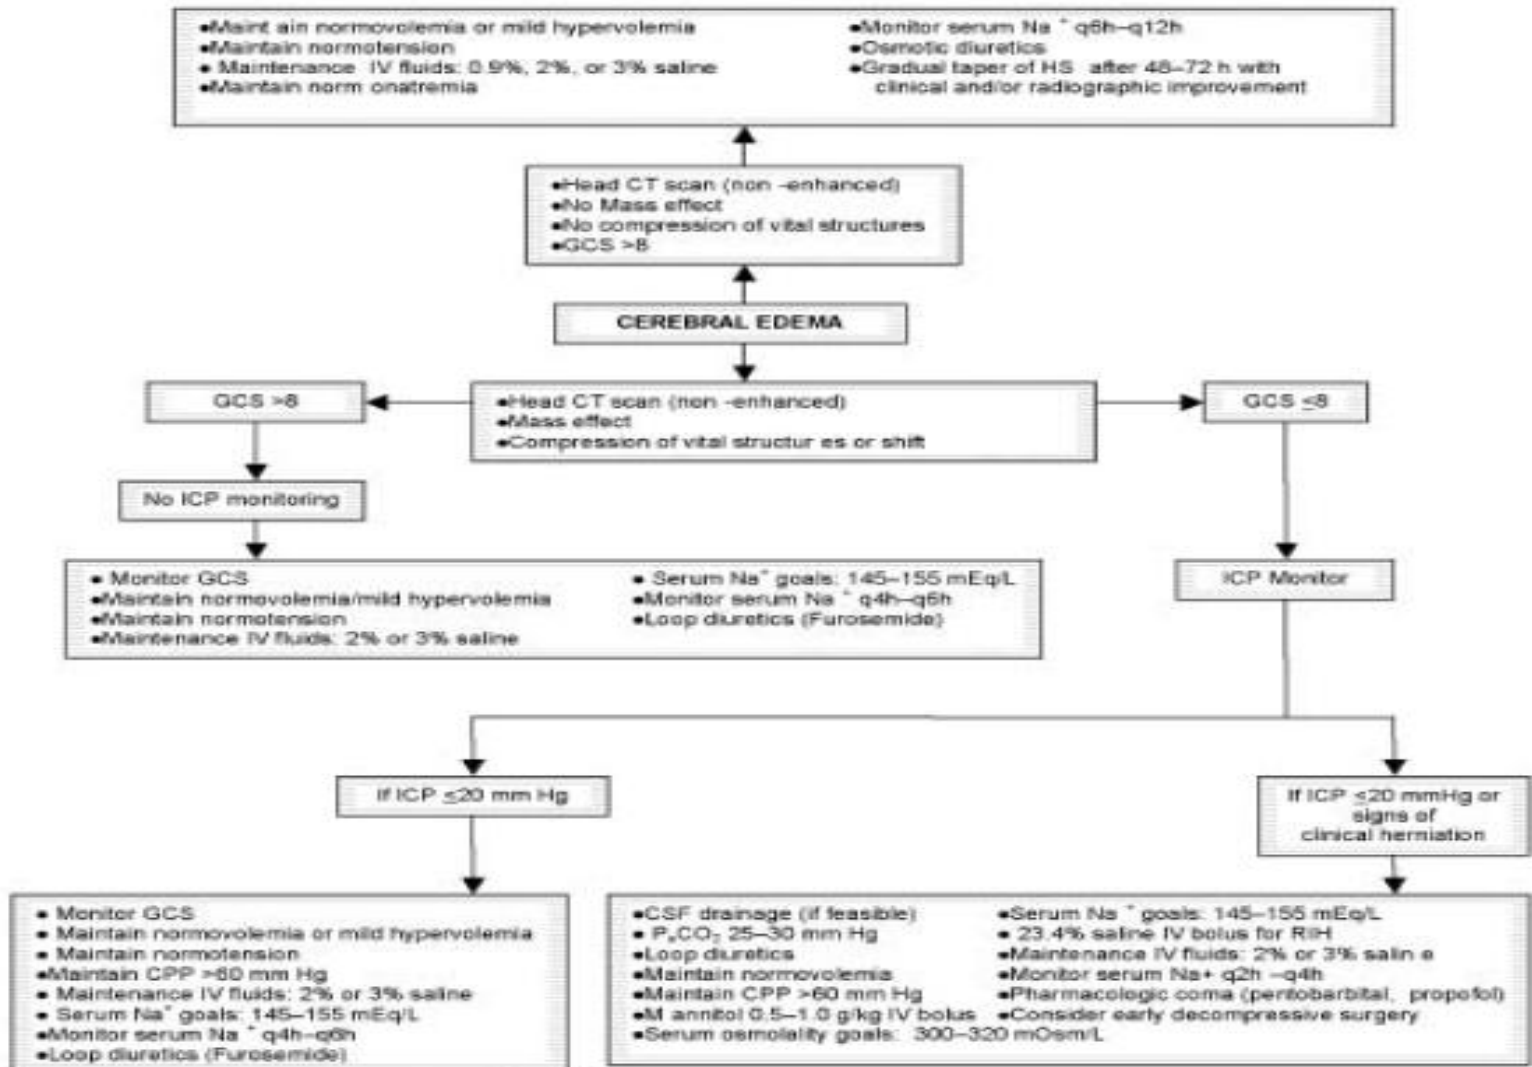 ●Maint ain normovolemia or mild hypervolemia
●Maintain normotension
● Maintenance IV fluids: 0.9%, 2%, or 3% saline
●Maintain norm onatremia
●Monitor serum Na + q6h–q12h
●Osmotic diuretics
●Gradual taper of HS after 48–72 h with
clinical and/or radiographic improvement
●Head CT scan (non -enhanced)
●No Mass effect
●No compression of vital structures
●GCS >8
CEREBRAL EDEMA
GCS >8
●Head CT scan (non -enhanced)
●Mass effect
●Compression of vital structur es or shift
GCS ≤8
No ICP monitoring
● Monitor GCS
●Maintain normovolemia/mild hypervolemia
●Maintain normotension
●Maintenance IV fluids: 2% or 3% saline
● Serum Na+ goals: 145–155 mEq/L
●Monitor serum Na + q4h–q6h
●Loop diuretics (Furosemide)
ICP Monitor
If ICP ≤20 mm Hg
If ICP ≤20 mmHg or
signs of
clinical herniation
● Monitor GCS
● Maintain normovolemia or mild hypervolemia
● Maintain normotension
●Maintain CPP >60 mm Hg
● Maintenance IV fluids: 2% or 3% saline
● Serum Na+ goals: 145–155 mEq/L
●Monitor serum Na + q4h–q6h
●Loop diuretics (Furosemide)
●CSF drainage (if feasible)
● PaCO2 25–30 mm Hg
●Loop diuretics
●Maintain normovolemia
●Maintain CPP >60 mm Hg
●M annitol 0.5–1.0 g/kg IV bolus
●Serum osmolality goals: 300–320 mOsm/L
●Serum Na + goals: 145–155 mEq/L
● 23.4% saline IV bolus for RIH
●Maintenance IV fluids: 2% or 3% salin e
●Monitor serum Na+ q2h –q4h
●Pharmacologic coma (pentobarbital, propofol)
●Consider early decompressive surgery